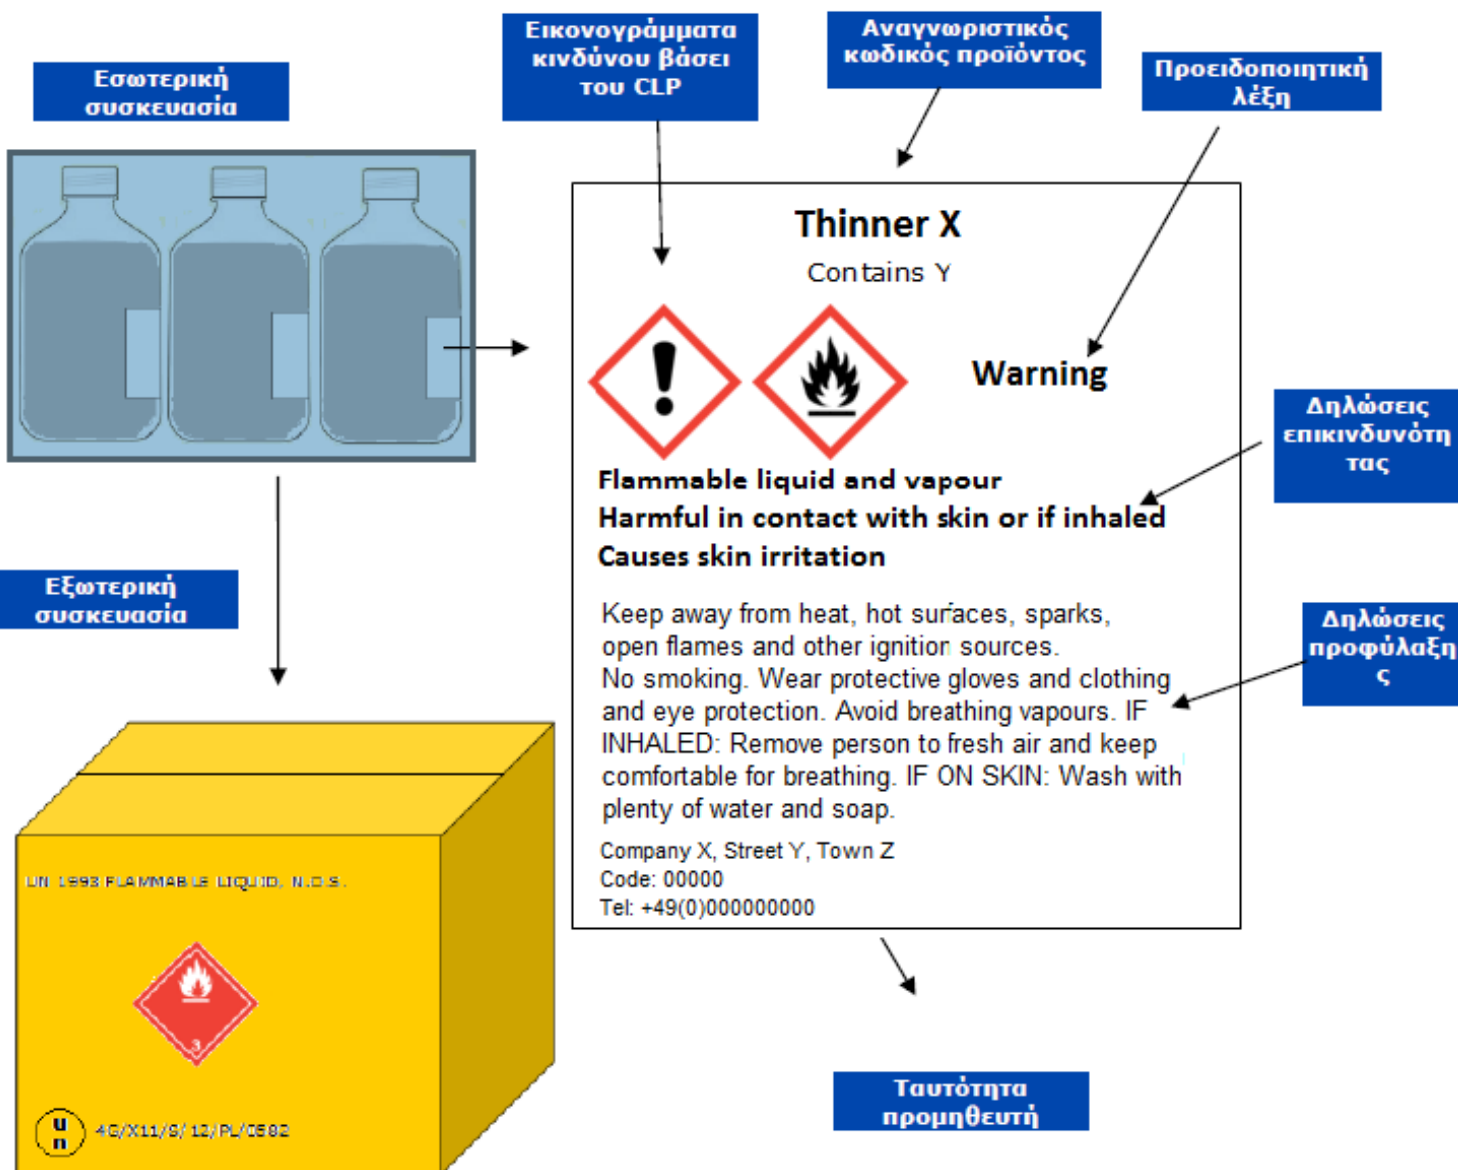 Εσωτερική
συσκευασία
Εικονογράμματα
κινδύνου βάσει
του CLP
Αναγνωριστικός
κωδικός προϊόντος
Προειδοποιητική
λέξη
Thinner X
Contains Y
Warning
Δηλώσεις
επικινδυνότη
τας
Flammable liquid and vapour
Harmful in contact with skin or if inhaled
Causes skin irritation
Εξωτερική
συσκευασία
Keep away from heat, hot surfaces, sparks,
open flames and other ignition sources.
No smoking. Wear protective gloves and clothing
and eye protection. Avoid breathing vapours. IF
INHALED: Remove person to fresh air and keep
comfortable for breathing. IF ON SKIN: Wash with
plenty of water and soap.
Δηλώσεις
προφύλαξη
ς
Company X, Street Y, Town Z
Code: 00000
Tel: +49(0)000000000
UN 1993 FLAMMABLE LIQUID, N.O.S.
3
u
n
4G/X11/S/12/PL/0582
Ταυτότητα
προμηθευτή